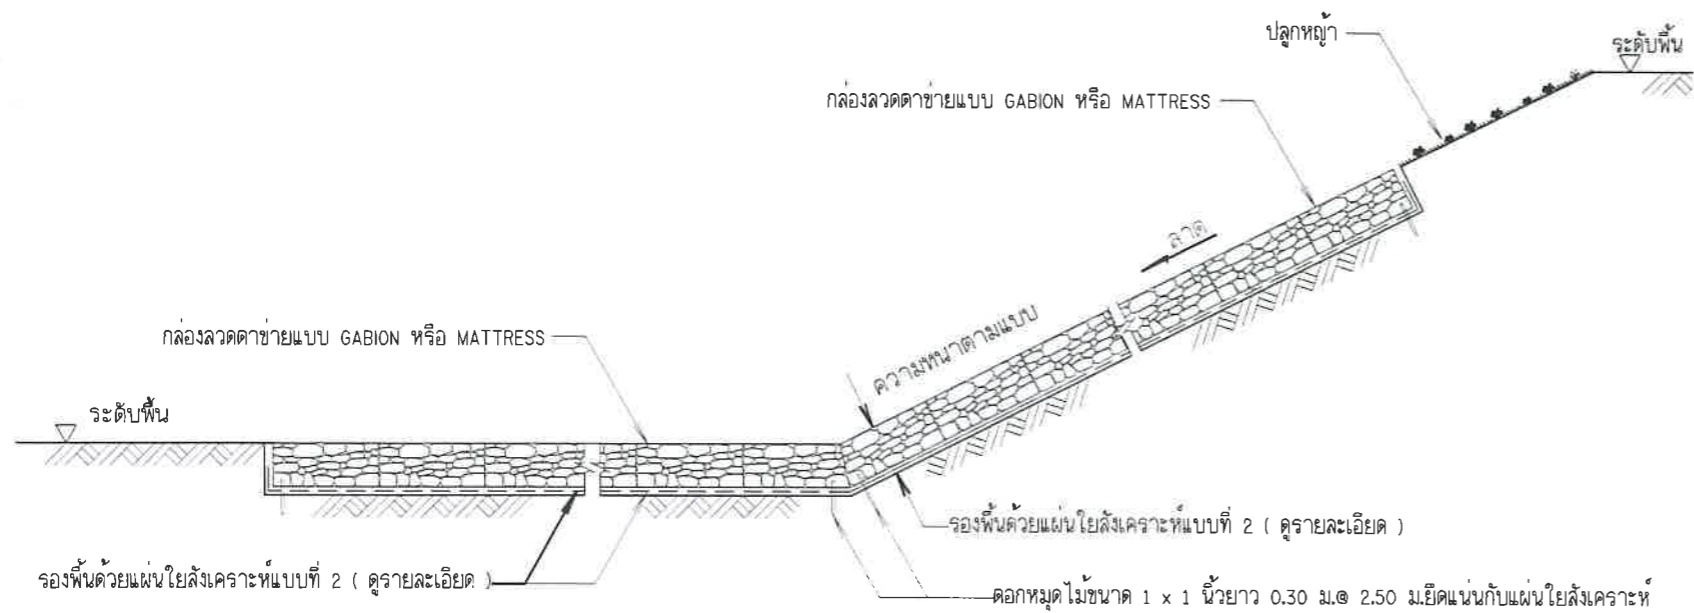 ปลูกหญ้า
ระดับพื้น
กล่องลวดตาข่ายแบบ GABION หรือ MATTRESS
ลาด
ความหนาตามแบบ
กล่องลวดตาข่ายแบบ GABION หรือ MATTRESS
ระดับพื้น
รองพื้นด้วยแผ่นใยสังเคราะห์แบบที่ 2 ( ดูรายละเอียด )
รองพื้นด้วยแผ่นใยสังเคราะห์แบบที่ 2 ( ดูรายละเอียด )
ตอกหมุดไม้ขนาด 1 x 1 นิ้วยาว 0.30 ม.@ 2.50 ม.ยึดแน่นกับแผ่นใยสังเคราะห์